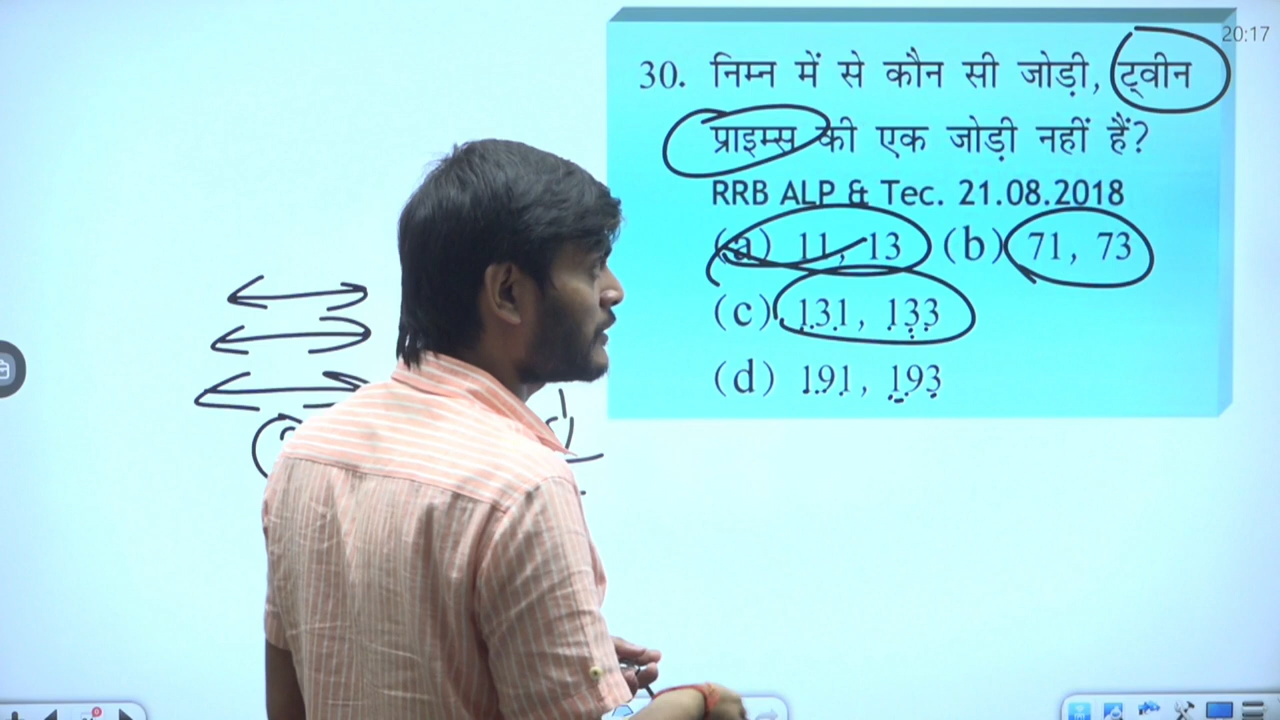 20:17
30. निम्न में से कौन सी जोड़ी, ट्वीन
प्राइम्स की एक जोड़ी नहीं हैं?
RRB ALP & Tec. 21.08.2018
(a) 11, 13 (b) 71, 73
(c) 131, 133
(d) 191, 193